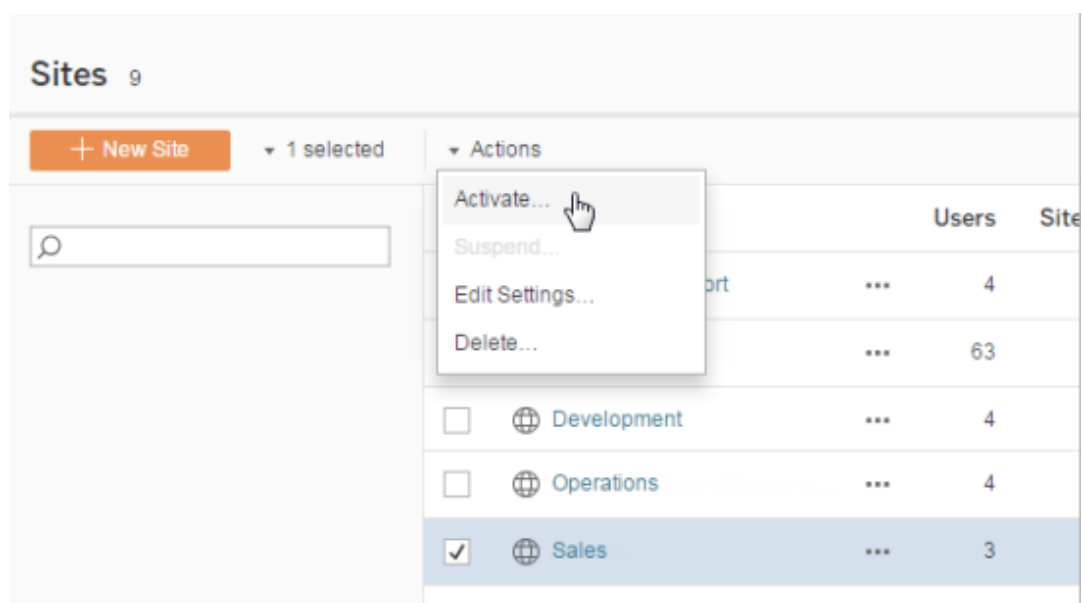 Sites 9
+ New Site 1 selected Actions
Activate...
Users Site
Suspend...
ort ... 4
Edit Settings...
Delete...
... 63
Development ... 4
Operations ... 4
Sales ... 3